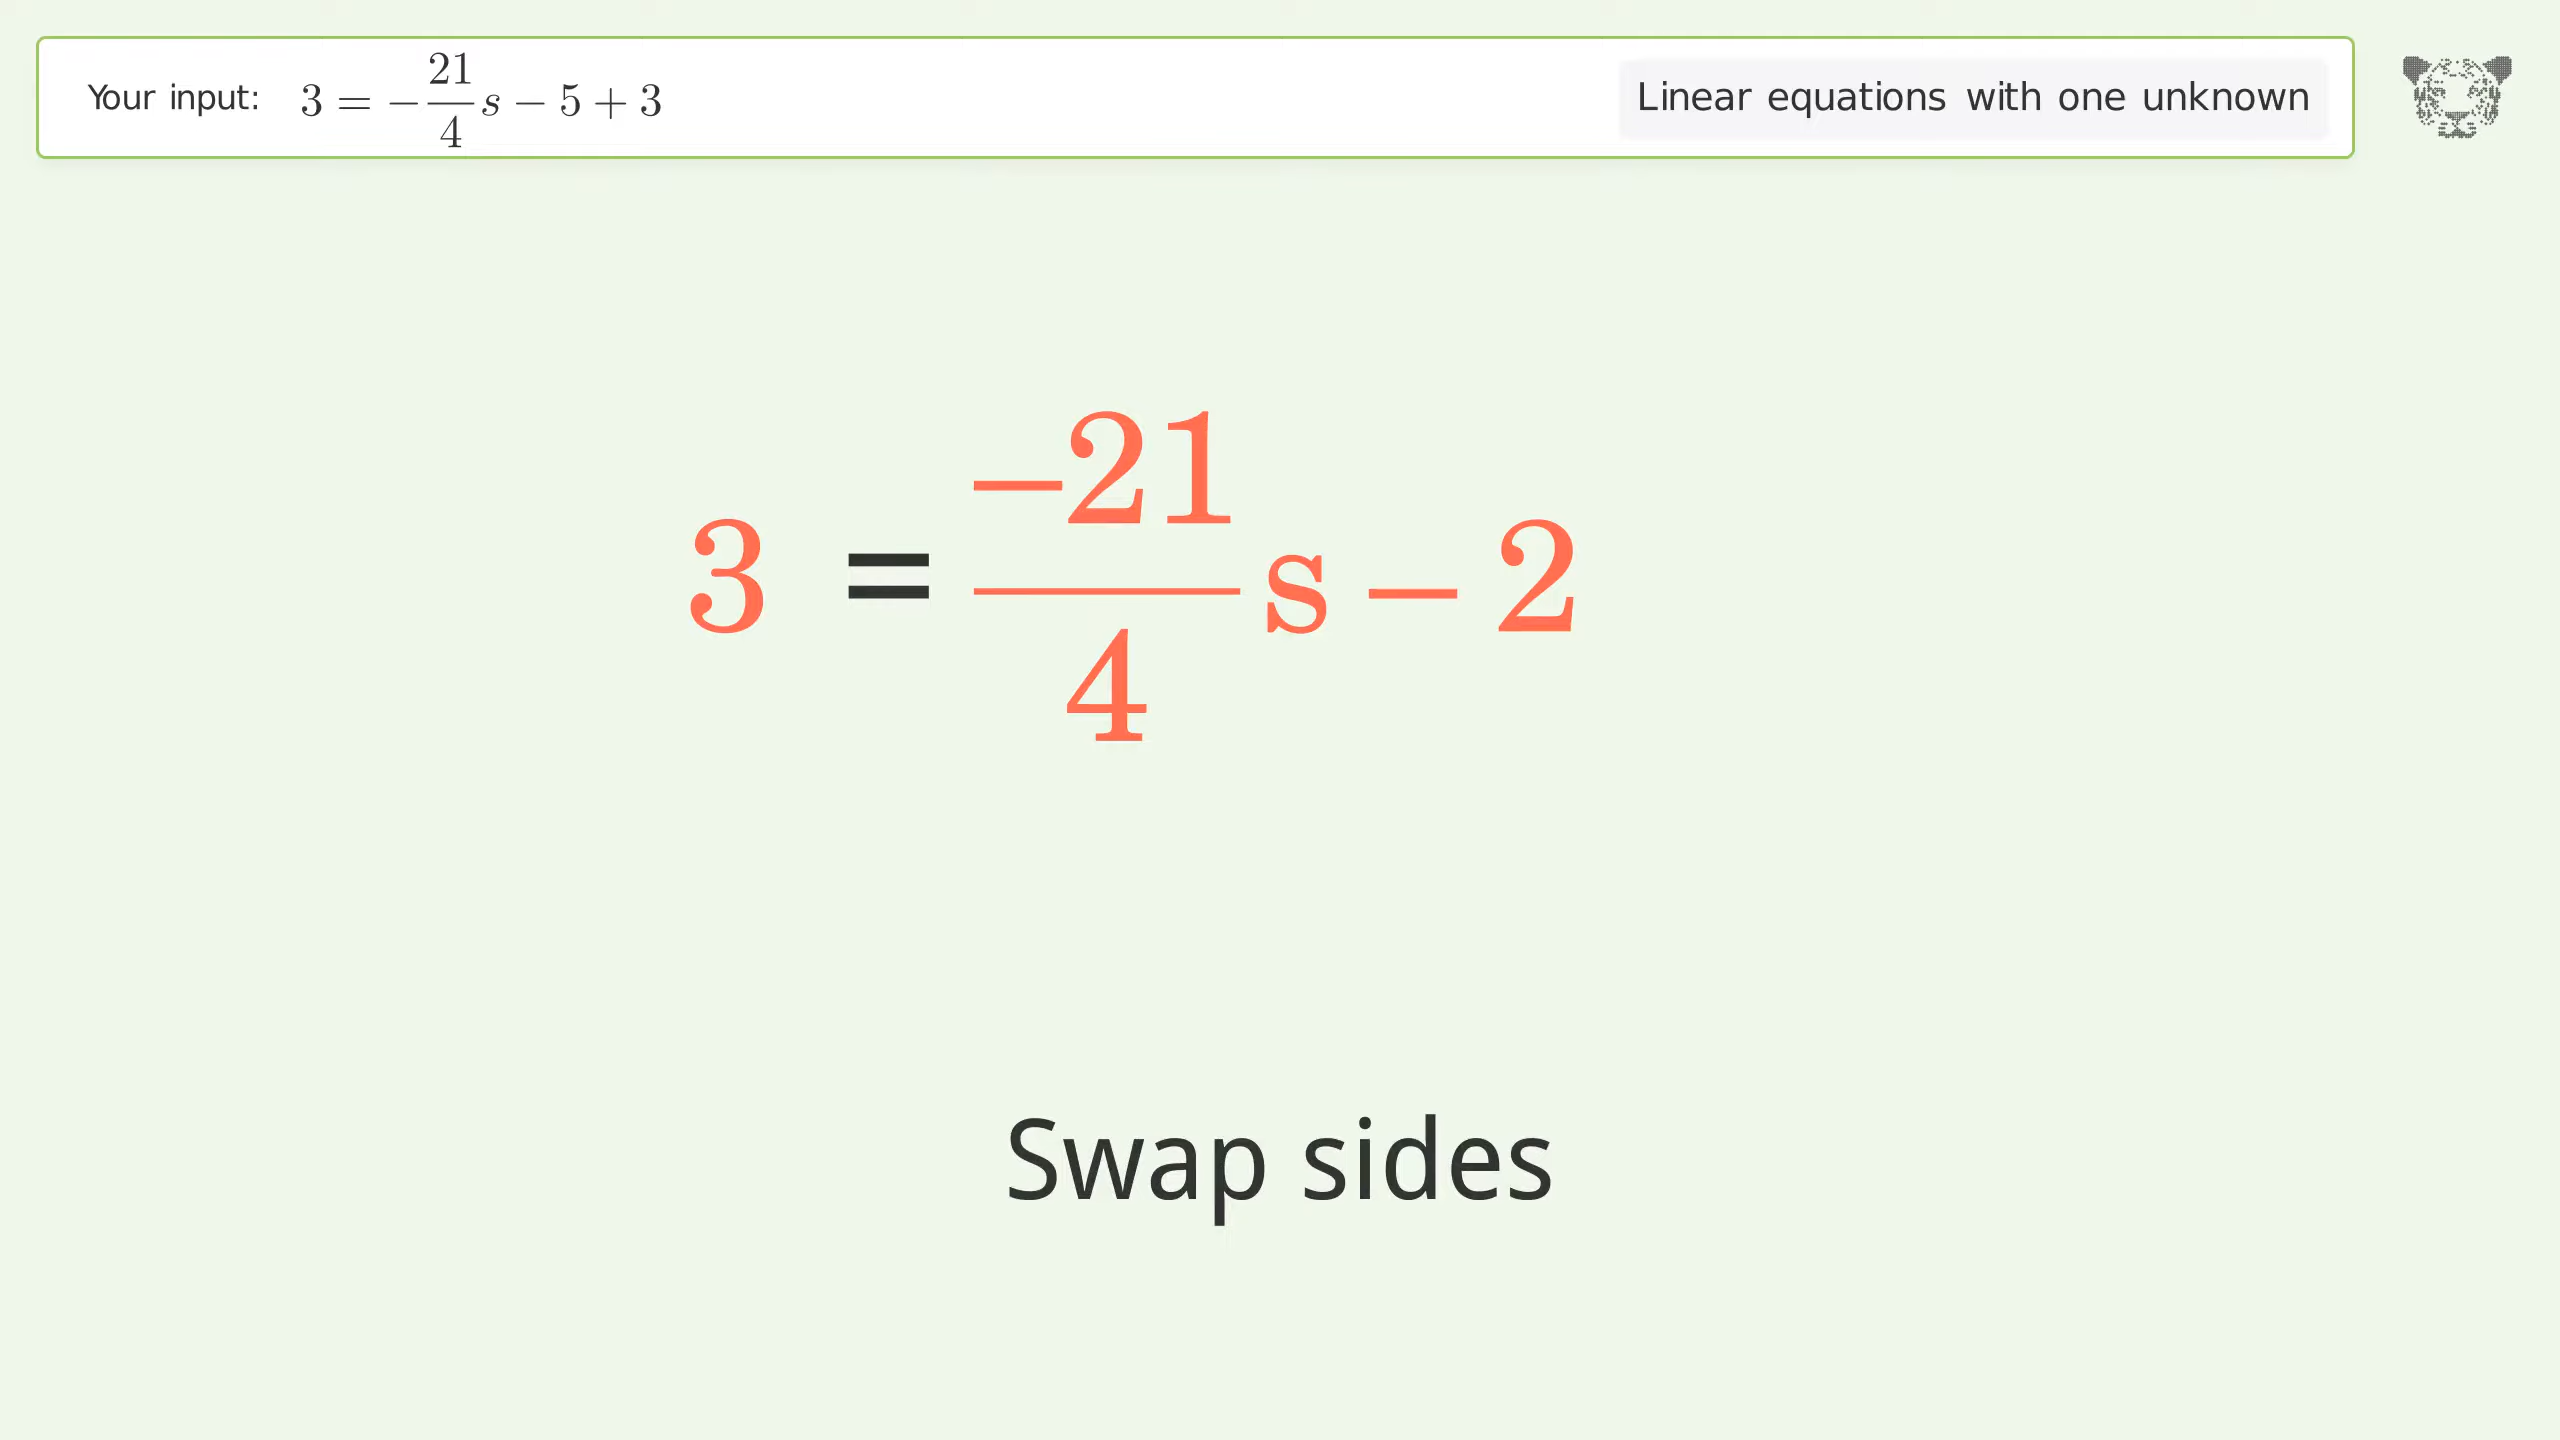 Your input: 3 = −21/4 s − 5 + 3
Linear equations with one unknown
3 = −21/4 s − 2
Swap sides